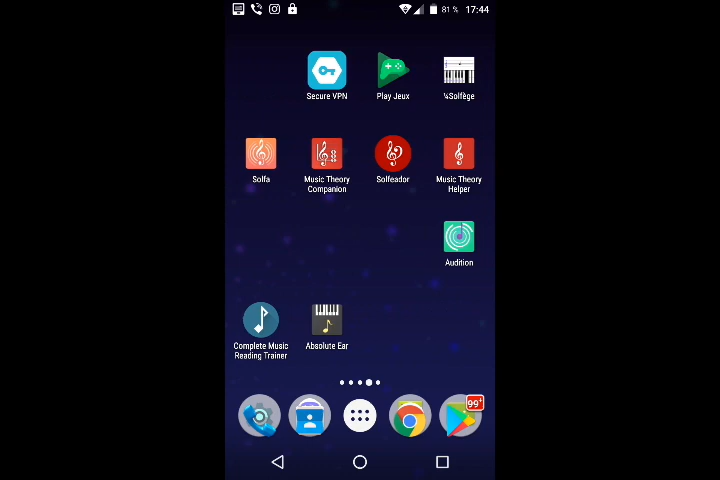 81 % 17:44
Secure VPN
Play Jeux
¼Solfège
Solfa
Music Theory
Companion
Solfeador
Music Theory
Helper
Audition
Complete Music
Reading Trainer
Absolute Ear
99+